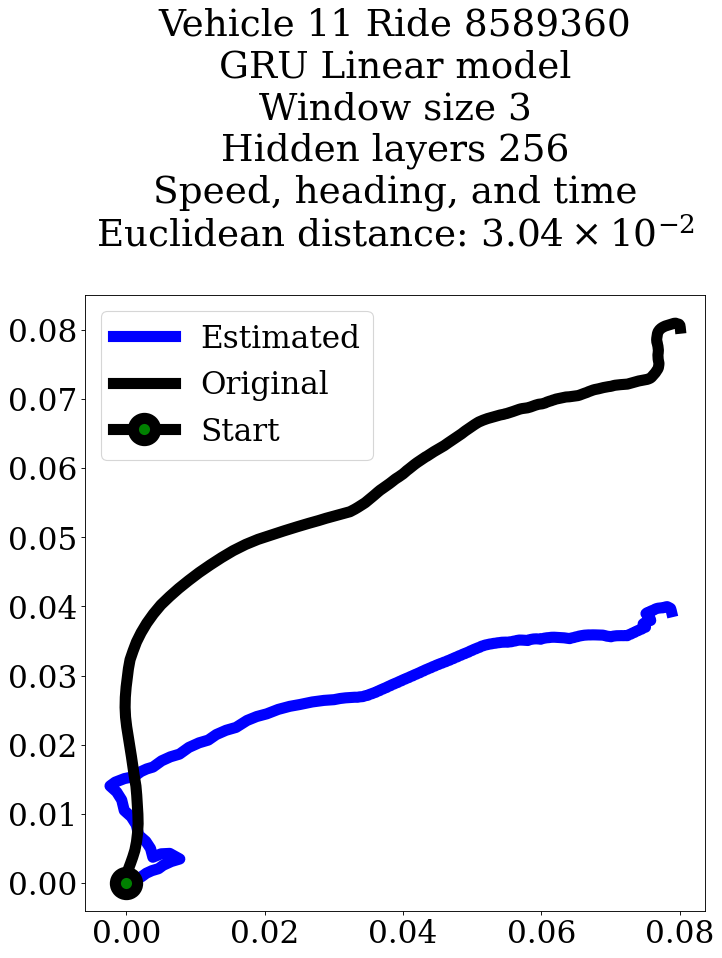 Vehicle 11 Ride 8589360
GRU Linear model
Window size 3
Hidden layers 256
Speed, heading, and time
Euclidean distance: 3.04 × 10⁻²
Estimated
Original
Start
0.08
0.07
0.06
0.05
0.04
0.03
0.02
0.01
0.00
0.00 0.02 0.04 0.06 0.08